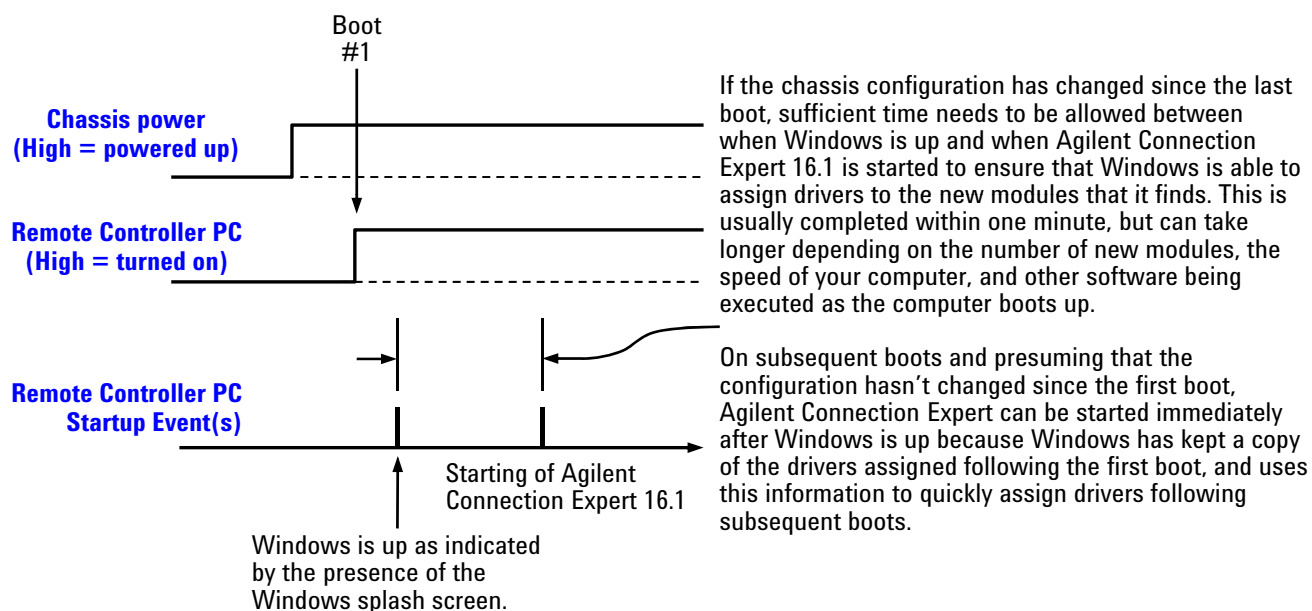 Boot
#1
Chassis power
(High = powered up)
Remote Controller PC
(High = turned on)
Remote Controller PC
Startup Event(s)
Starting of Agilent
Connection Expert 16.1
Windows is up as indicated
by the presence of the
Windows splash screen.
If the chassis configuration has changed since the last
boot, sufficient time needs to be allowed between
when Windows is up and when Agilent Connection
Expert 16.1 is started to ensure that Windows is able to
assign drivers to the new modules that it finds. This is
usually completed within one minute, but can take
longer depending on the number of new modules, the
speed of your computer, and other software being
executed as the computer boots up.
On subsequent boots and presuming that the
configuration hasn’t changed since the first boot,
Agilent Connection Expert can be started immediately
after Windows is up because Windows has kept a copy
of the drivers assigned following the first boot, and uses
this information to quickly assign drivers following
subsequent boots.